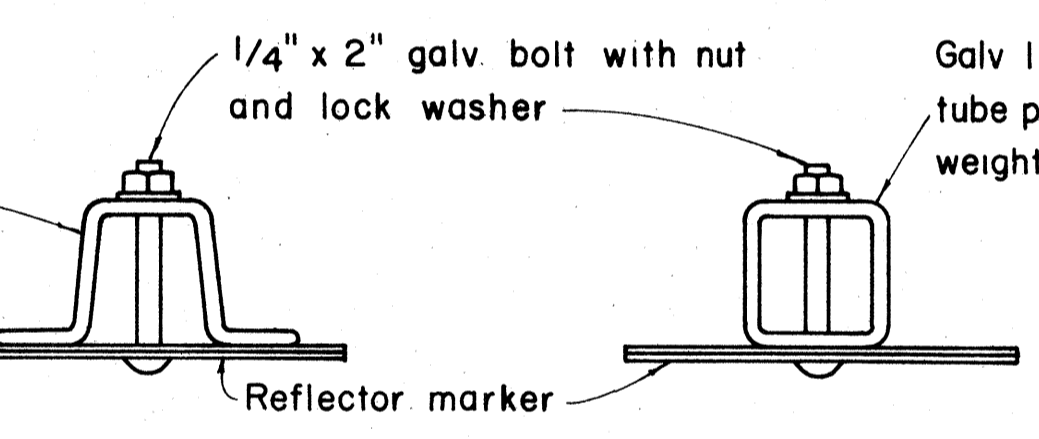 1/4" x 2" galv. bolt with nut
and lock washer
Galv
tube
weight
Reflector marker